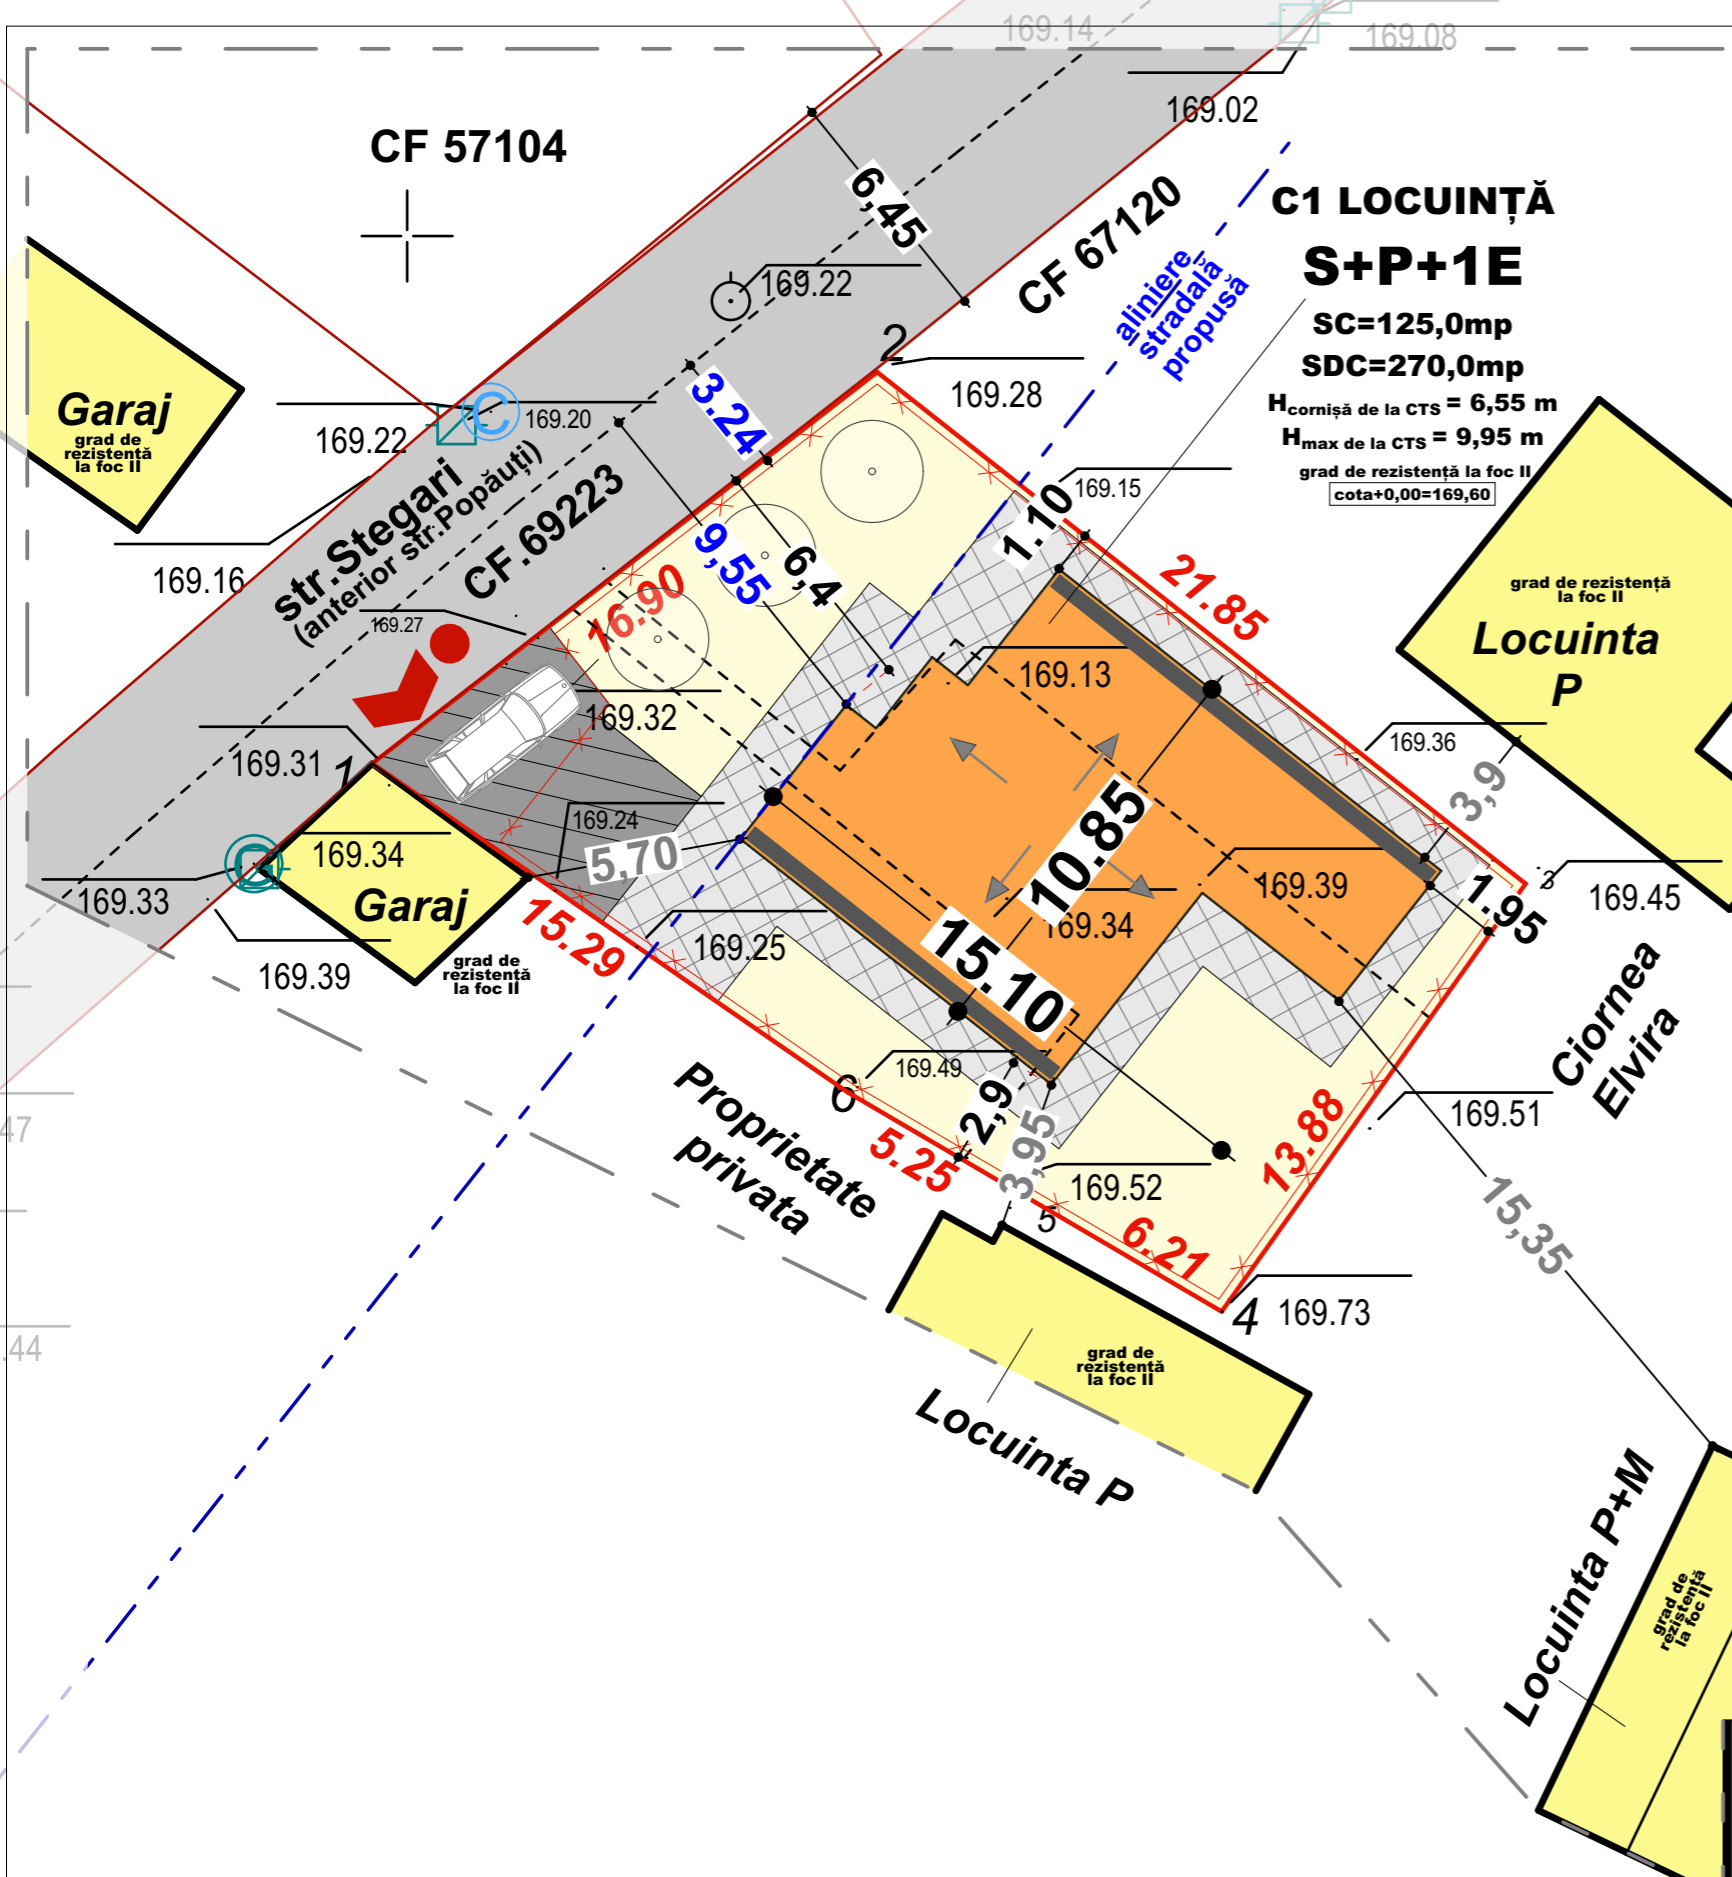 169.14
169.08
169.02
CF 57104
6,45
CF 67120
C1 LOCUINȚĂ
S+P+1E
SC=125,0mp
SDC=270,0mp
Hcornișă de la CTS = 6,55 m
Hmax de la CTS = 9,95 m
grad de rezistență la foc II
cota+0,00=169,60
aliniere
stradală
propusă
169.22
2
169.28
3.24
Garaj
grad de
rezistență
la foc II
169.22
169.20
C
str.Stegari
(anterior str.Popăuți)
CF.69223
169.16
169.27
16.90
9,55
6,4
1.10
169.15
21.85
grad de rezistență
la foc II
Locuinta
P
169.13
169.32
169.31
1
169.36
3,9
169.24
5,70
10.85
169.34
169.33
Garaj
169.39
grad de
rezistență
la foc II
15.29
169.25
15.10
169.34
169.39
1.95
3
169.45
Ciornea
Elvira
169.49
6
2,9
3,95
5.25
Proprietate
privata
169.52
5
6.21
13.88
169.51
15,35
4
169.73
grad de
rezistență
la foc II
Locuinta P
Locuinta P+M
grad de
rezistență
la foc II
47
.44